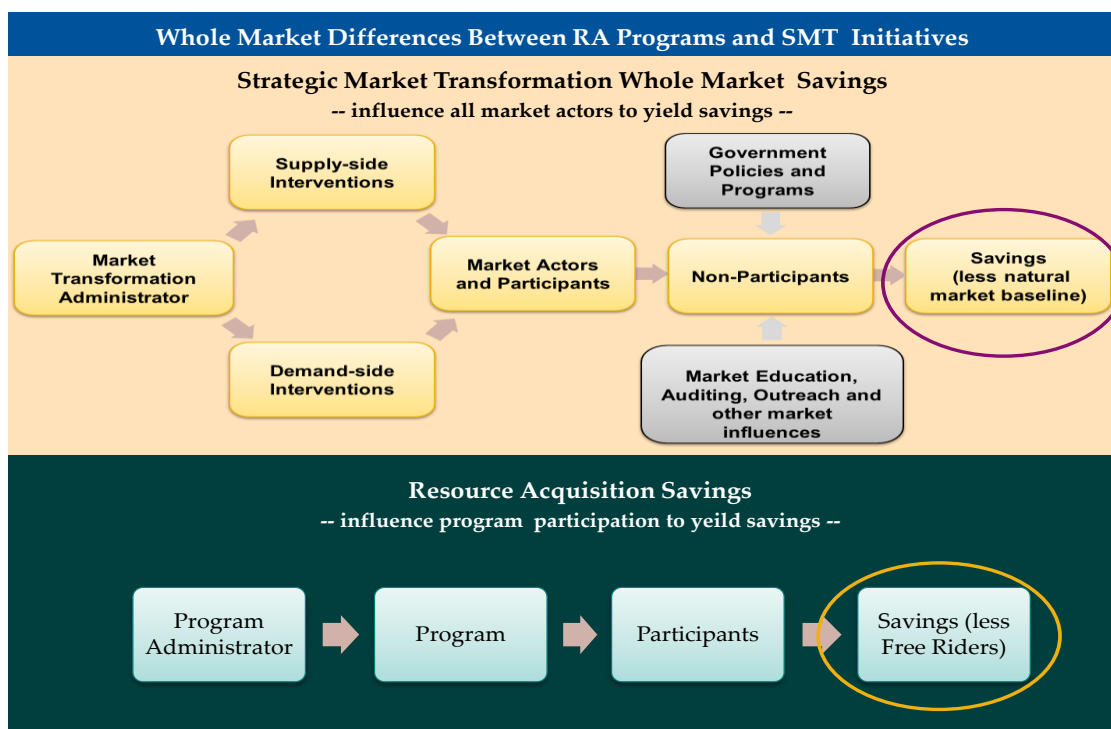 Whole Market Differences Between RA Programs and SMT Initiatives
Strategic Market Transformation Whole Market Savings
-- influence all market actors to yield savings --
Supply-side
Interventions
Government
Policies and
Programs
Market
Transformation
Administrator
Market Actors
and Participants
Non-Participants
Savings
(less natural
market baseline)
Demand-side
Interventions
Market Education,
Auditing, Outreach and
other market
influences
Resource Acquisition Savings
-- influence program participation to yeild savings --
Program
Administrator
Program
Participants
Savings (less
Free Riders)